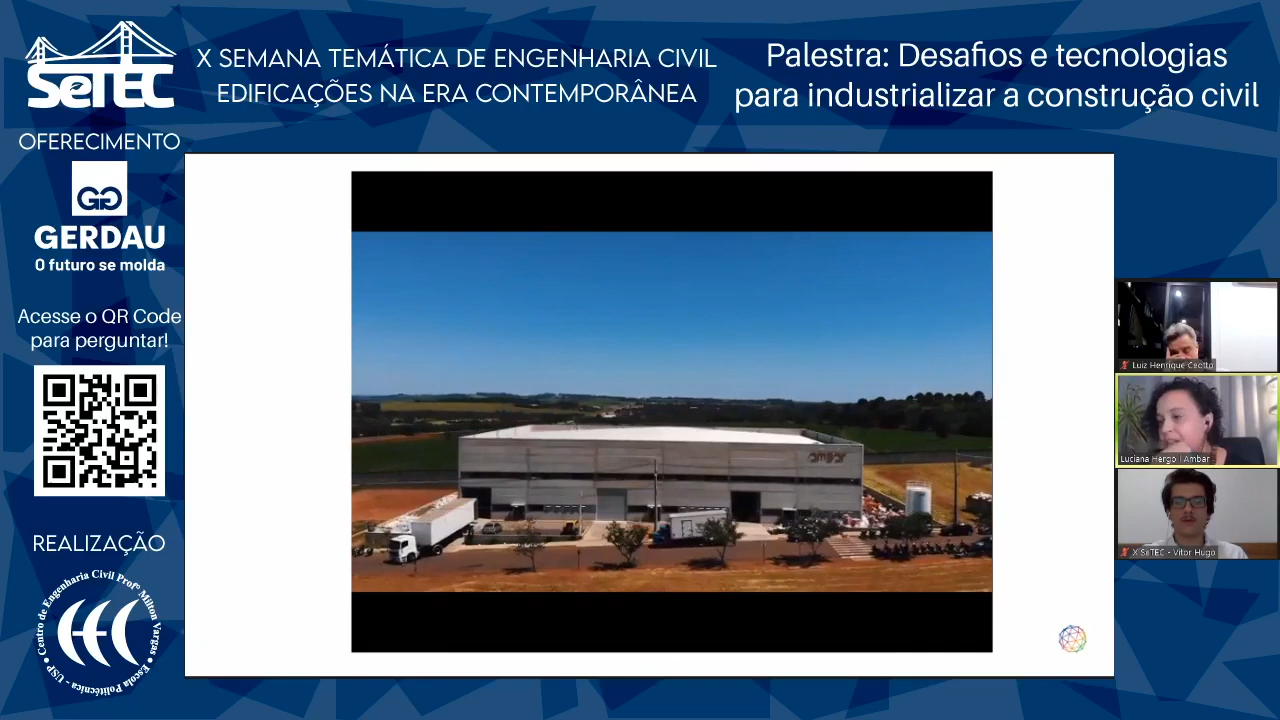 SeTEC
X SEMANA TEMÁTICA DE ENGENHARIA CIVIL
EDIFICAÇÕES NA ERA CONTEMPORÂNEA
Palestra: Desafios e tecnologias
para industrializar a construção civil
OFERECIMENTO
GG
GERDAU
O futuro se molda
Acesse o QR Code
para perguntar!
REALIZAÇÃO
Centro de Engenharia Civil Profº Milton Vargas • Escola Politécnica - USP •
CEC
ambar
Luiz Henrique Ceotto
Luciana Hergo | Ambar
X SeTEC - Vitor Hugo